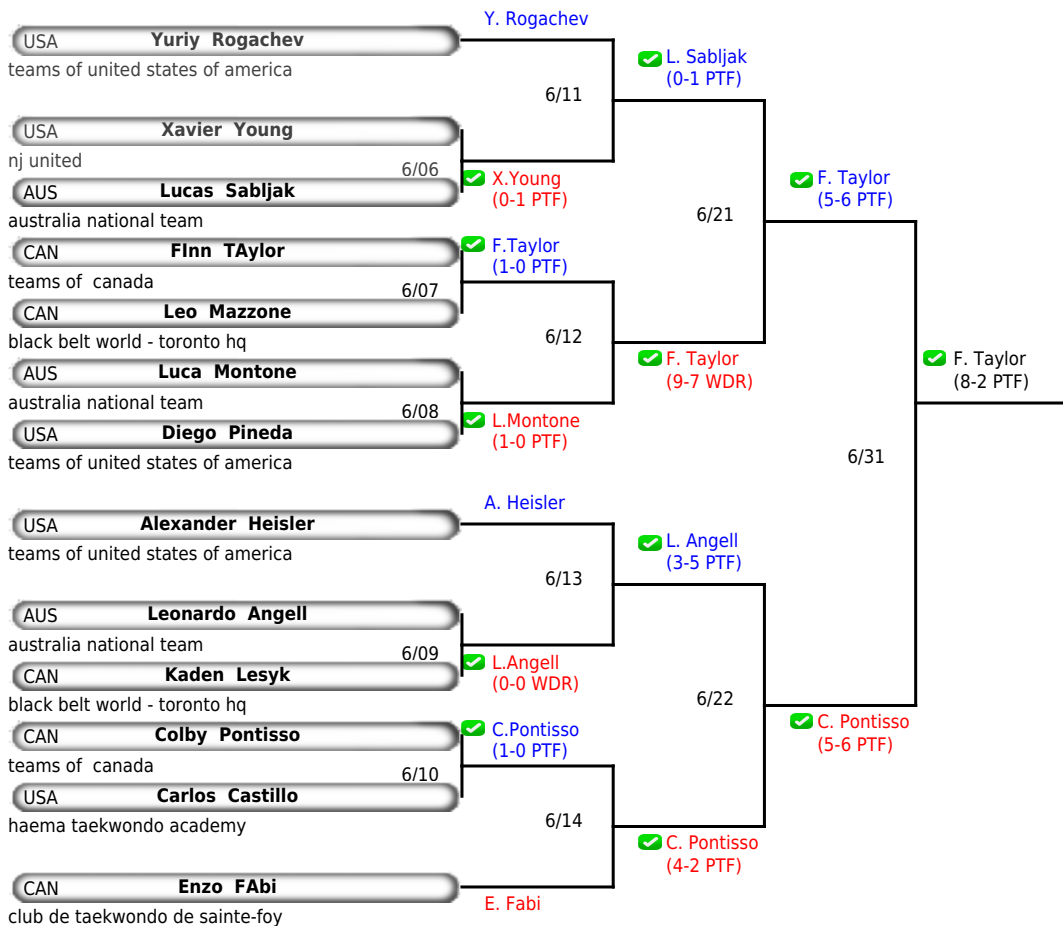 Y. Rogachev
USA Yuriy Rogachev
teams of united states of america
L. Sabljak
(0-1 PTF)
6/11
USA Xavier Young
nj united
6/06
X.Young
(0-1 PTF)
AUS Lucas Sabljak
australia national team
F. Taylor
(5-6 PTF)
6/21
CAN FInn TAylor
teams of canada
F.Taylor
(1-0 PTF)
6/07
CAN Leo Mazzone
black belt world - toronto hq
6/12
F. Taylor
(9-7 WDR)
F. Taylor
(8-2 PTF)
AUS Luca Montone
australia national team
6/08
L.Montone
(1-0 PTF)
USA Diego Pineda
teams of united states of america
6/31
A. Heisler
USA Alexander Heisler
teams of united states of america
L. Angell
(3-5 PTF)
6/13
AUS Leonardo Angell
australia national team
6/09
L.Angell
(0-0 WDR)
CAN Kaden Lesyk
black belt world - toronto hq
6/22
C. Pontisso
(5-6 PTF)
CAN Colby Pontisso
teams of canada
C.Pontisso
(1-0 PTF)
6/10
USA Carlos Castillo
haema taekwondo academy
6/14
C. Pontisso
(4-2 PTF)
CAN Enzo FAbi
E. Fabi
club de taekwondo de sainte-foy